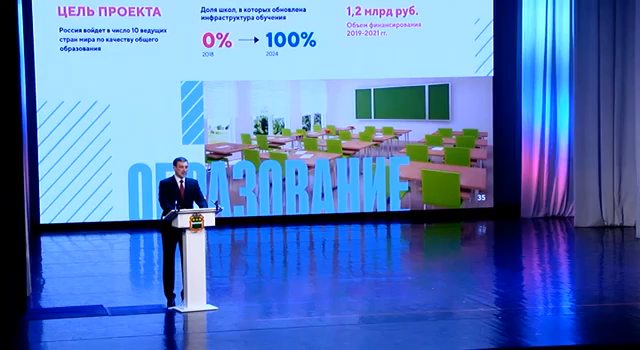 ЦЕЛЬ ПРОЕКТА
Россия войдет в число 10 ведущих
стран мира по качеству общего
образования
Доля школ, в которых обновлена
инфраструктура обучения
0% 100%
2018 2024
1,2 млрд руб.
Объем финансирования
2019-2021 гг.
ОБРАЗОВАНИЕ
35